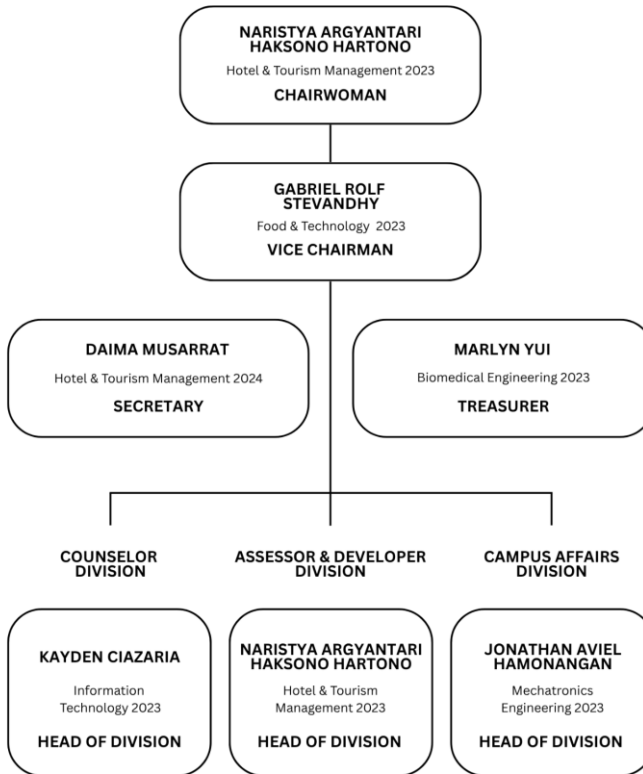 NARISTYA ARGYANTARI
HAKSONO HARTONO
Hotel & Tourism Management 2023
CHAIRWOMAN
GABRIEL ROLF
STEVANDHY
Food & Technology 2023
VICE CHAIRMAN
DAIMA MUSARRAT
Hotel & Tourism Management 2024
SECRETARY
MARLYN YUI
Biomedical Engineering 2023
TREASURER
COUNSELOR
DIVISION
ASSESSOR & DEVELOPER
DIVISION
CAMPUS AFFAIRS
DIVISION
KAYDEN CIAZARIA
Information
Technology 2023
HEAD OF DIVISION
NARISTYA ARGYANTARI
HAKSONO HARTONO
Hotel & Tourism
Management 2023
HEAD OF DIVISION
JONATHAN AVIEL
HAMONANGAN
Mechatronics
Engineering 2023
HEAD OF DIVISION